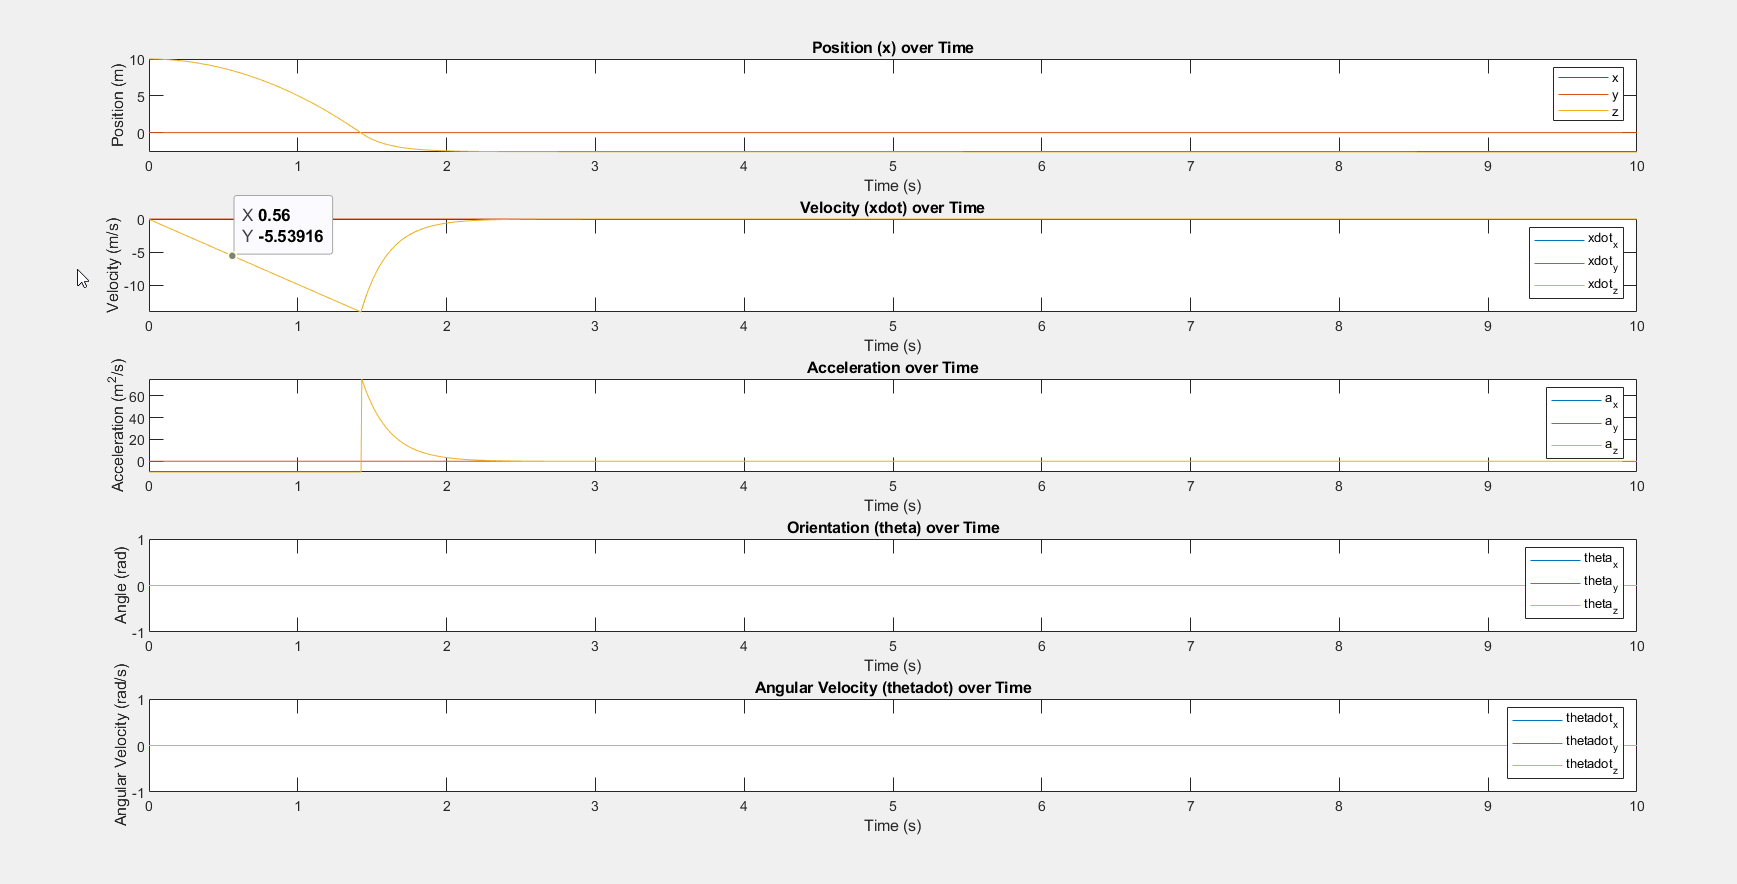 Position (x) over Time
Position (m)
10
5
0
x
y
z
0 1 2 3 4 5 6 7 8 9 10
Time (s)
X 0.56
Y -5.53916
Velocity (xdot) over Time
Velocity (m/s)
0
-5
-10
xdot_x
xdot_y
xdot_z
0 1 2 3 4 5 6 7 8 9 10
Time (s)
Acceleration over Time
Acceleration (m²/s)
60
40
20
0
a_x
a_y
a_z
0 1 2 3 4 5 6 7 8 9 10
Time (s)
Orientation (theta) over Time
Angle (rad)
1
0
-1
theta_x
theta_y
theta_z
0 1 2 3 4 5 6 7 8 9 10
Time (s)
Angular Velocity (thetadot) over Time
Angular Velocity (rad/s)
1
0
-1
thetadot_x
thetadot_y
thetadot_z
0 1 2 3 4 5 6 7 8 9 10
Time (s)